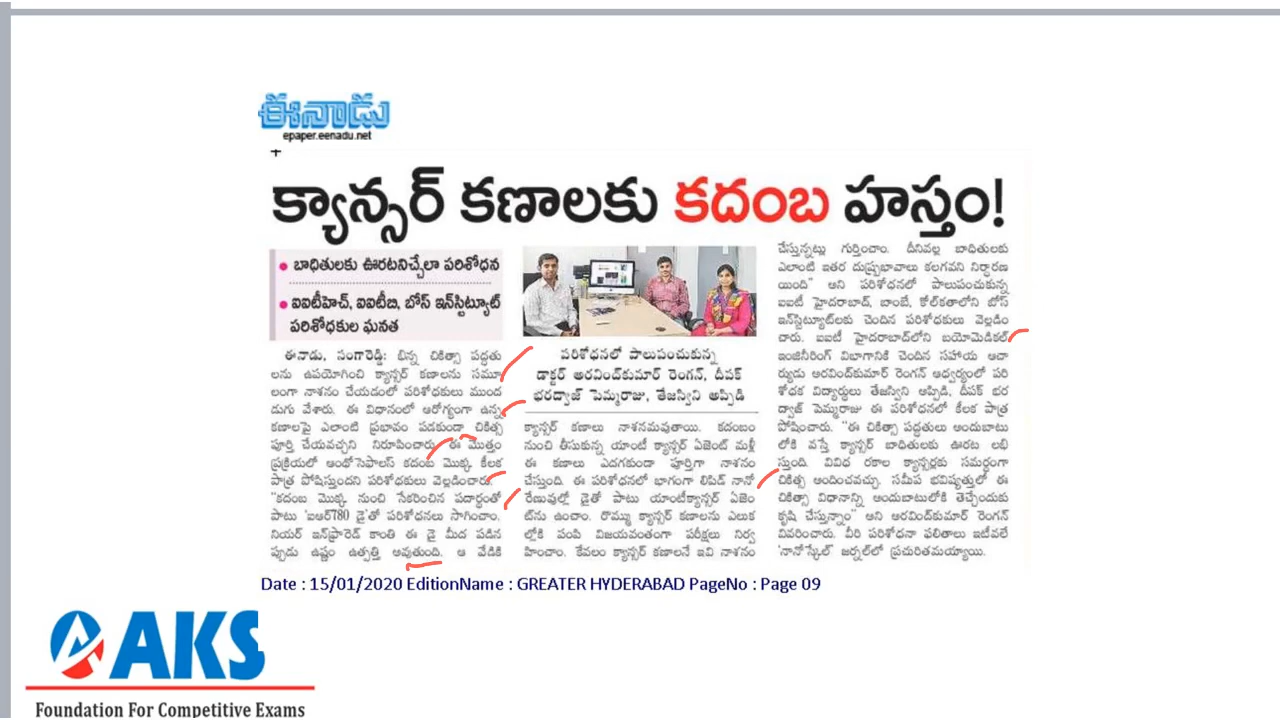 ఈనాడు
epaper.eenadu.net
క్యాన్సర్ కణాలకు కదంబ హస్తం!
• బాధితులకు ఊరటనిచ్చేలా పరిశోధన
• ఐఐటీహెచ్, ఐఐటీబి, బోస్ ఇన్‌స్టిట్యూట్
పరిశోధకుల ఘనత
ఈనాడు, సంగారెడ్డి: భిన్న చికిత్సా పద్ధతు
లను ఉపయోగించి క్యాన్సర్ కణాలను సమూ
లంగా నాశనం చేయడంలో పరిశోధకులు ముంద
డుగు వేశారు. ఈ విధానంలో ఆరోగ్యంగా ఉన్న
కణాలపై ఎలాంటి ప్రభావం పడకుండా చికిత్స
పూర్తి చేయవచ్చని నిరూపించారు. ఈ మొత్తం
ప్రక్రియలో ఆంథోసెఫాలస్ కదంబ మొక్క కీలక
పాత్ర పోషిస్తుందని పరిశోధకులు వెల్లడించారు.
‘‘కదంబ మొక్క నుంచి సేకరించిన పదార్థంతో
పాటు ‘ఐఆర్780 డై’తో పరిశోధనలు సాగించాం.
నియర్ ఇన్‌ఫ్రారెడ్ కాంతి ఈ డై మీద పడిన
ప్పుడు ఉష్ణం ఉత్పత్తి అవుతుంది. ఆ వేడికి
పరిశోధనలో పాలుపంచుకున్న
డాక్టర్ అరవింద్‌కుమార్ రెంగన్, దీపక్
భరద్వాజ్ పెమ్మరాజు, తేజస్విని అప్పిడి
క్యాన్సర్ కణాలు నాశనమవుతాయి. కదంబం
నుంచి తీసుకున్న యాంటీ క్యాన్సర్ ఏజెంట్ మళ్లీ
ఈ కణాలు ఎదగకుండా పూర్తిగా నాశనం
చేస్తుంది. ఈ పరిశోధనలో భాగంగా లిపిడ్ నానో
రేణువుల్లో డైతో పాటు యాంటీక్యాన్సర్ ఏజెం
ట్‌ను ఉంచాం. రొమ్ము క్యాన్సర్ కణాలను ఎలుక
ల్లోకి పంపి విజయవంతంగా పరీక్షలు నిర్వ
హించాం. కేవలం క్యాన్సర్ కణాలనే ఇవి నాశనం
చేస్తున్నట్లు గుర్తించాం. దీనివల్ల బాధితులకు
ఎలాంటి ఇతర దుష్ప్రభావాలు కలగవని నిర్ధారణ
యింది’’ అని పరిశోధనలో పాలుపంచుకున్న
ఐఐటీ హైదరాబాద్, బాంబే, కోల్‌కతాలోని బోస్
ఇన్‌స్టిట్యూట్‌లకు చెందిన పరిశోధకులు వెల్లడిం
చారు. ఐఐటీ హైదరాబాద్‌లోని బయోమెడికల్
ఇంజినీరింగ్ విభాగానికి చెందిన సహాయ ఆచా
ర్యుడు అరవింద్‌కుమార్ రెంగన్ ఆధ్వర్యంలో పరి
శోధక విద్యార్థులు తేజస్విని అప్పిడి, దీపక్ భర
ద్వాజ్ పెమ్మరాజు ఈ పరిశోధనలో కీలక పాత్ర
పోషించారు. ‘‘ఈ చికిత్సా పద్ధతులు అందుబాటు
లోకి వస్తే క్యాన్సర్ బాధితులకు ఊరట లభి
స్తుంది. వివిధ రకాల క్యాన్సర్లకు సమర్థంగా
చికిత్స అందించవచ్చు. సమీప భవిష్యత్తులో ఈ
చికిత్సా విధానాన్ని అందుబాటులోకి తెచ్చేందుకు
కృషి చేస్తున్నాం’’ అని అరవింద్‌కుమార్ రెంగన్
వివరించారు. వీరి పరిశోధనా ఫలితాలు ఇటీవలే
‘నానోస్కేల్’ జర్నల్‌లో ప్రచురితమయ్యాయి.
Date : 15/01/2020 EditionName : GREATER HYDERABAD PageNo : Page 09
AKS
Foundation For Competitive Exams